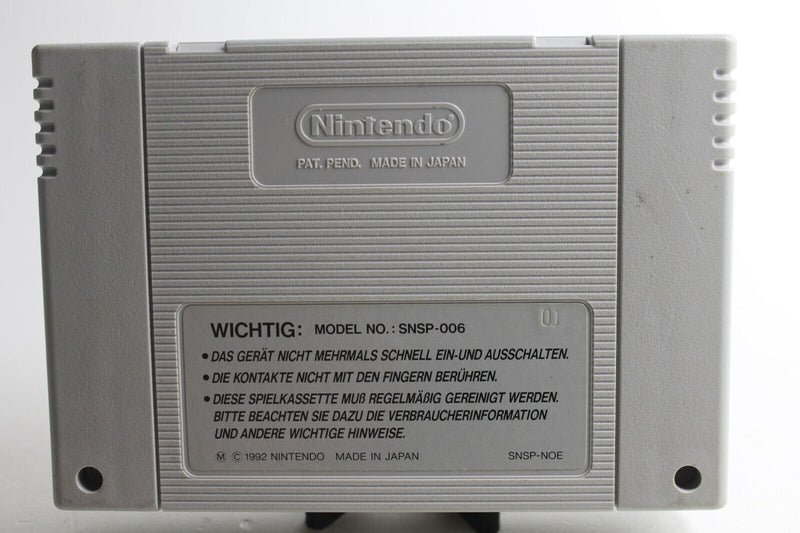 Nintendo
PAT. PEND. MADE IN JAPAN
WICHTIG: MODEL NO.: SNSP-006
• DAS GERÄT NICHT MEHRMALS SCHNELL EIN-UND AUSSCHALTEN.
• DIE KONTAKTE NICHT MIT DEN FINGERN BERÜHREN.
• DIESE SPIELKASSETTE MUß REGELMÄßIG GEREINIGT WERDEN.
BITTE BEACHTEN SIE DAZU DIE VERBRAUCHERINFORMATION
UND ANDERE WICHTIGE HINWEISE.
Ⓜ © 1992 NINTENDO MADE IN JAPAN SNSP-NOE